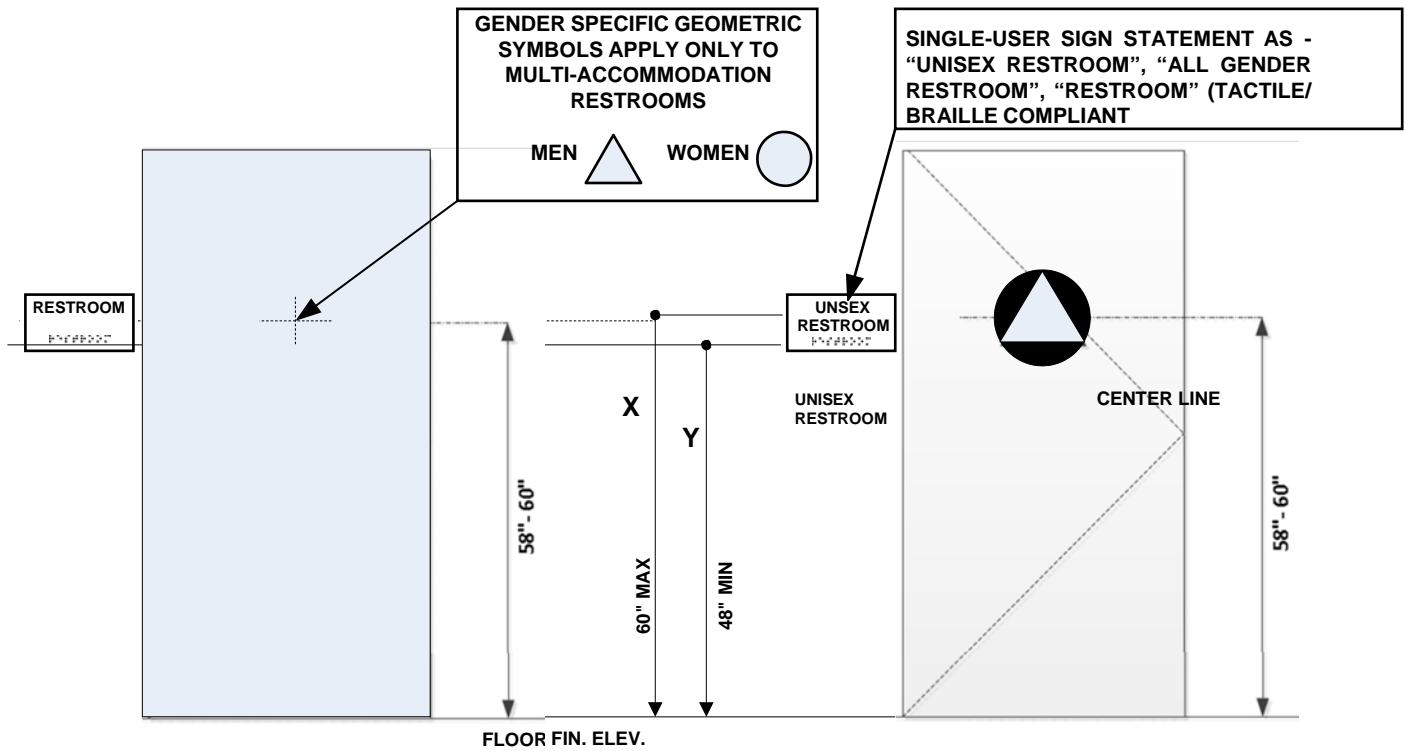 GENDER SPECIFIC GEOMETRIC
SYMBOLS APPLY ONLY TO
MULTI-ACCOMMODATION
RESTROOMS
MEN
WOMEN
SINGLE-USER SIGN STATEMENT AS -
“UNISEX RESTROOM”, “ALL GENDER
RESTROOM”, “RESTROOM” (TACTILE/
BRAILLE COMPLIANT
RESTROOM
UNSEX
RESTROOM
UNISEX
RESTROOM
CENTER LINE
X
Y
58"- 60"
60" MAX
48" MIN
58"- 60"
FLOOR FIN. ELEV.